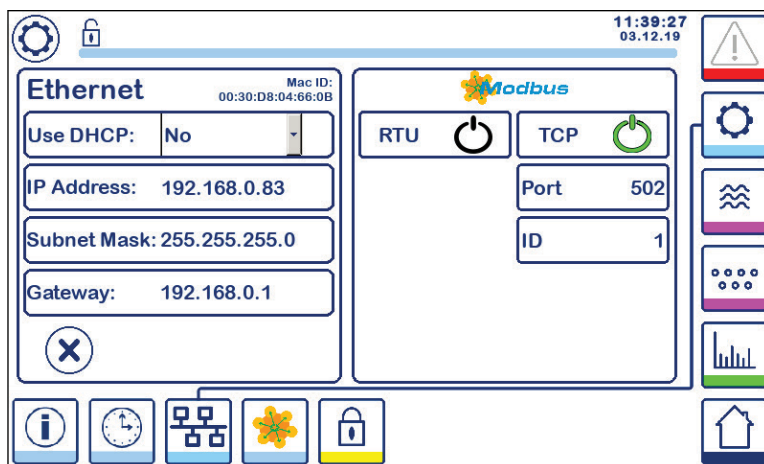 11:39:27
03.12.19
Ethernet
Mac ID:
00:30:D8:04:66:0B
Use DHCP: No
IP Address: 192.168.0.83
Subnet Mask: 255.255.255.0
Gateway: 192.168.0.1
Modbus
RTU TCP
Port 502
ID 1